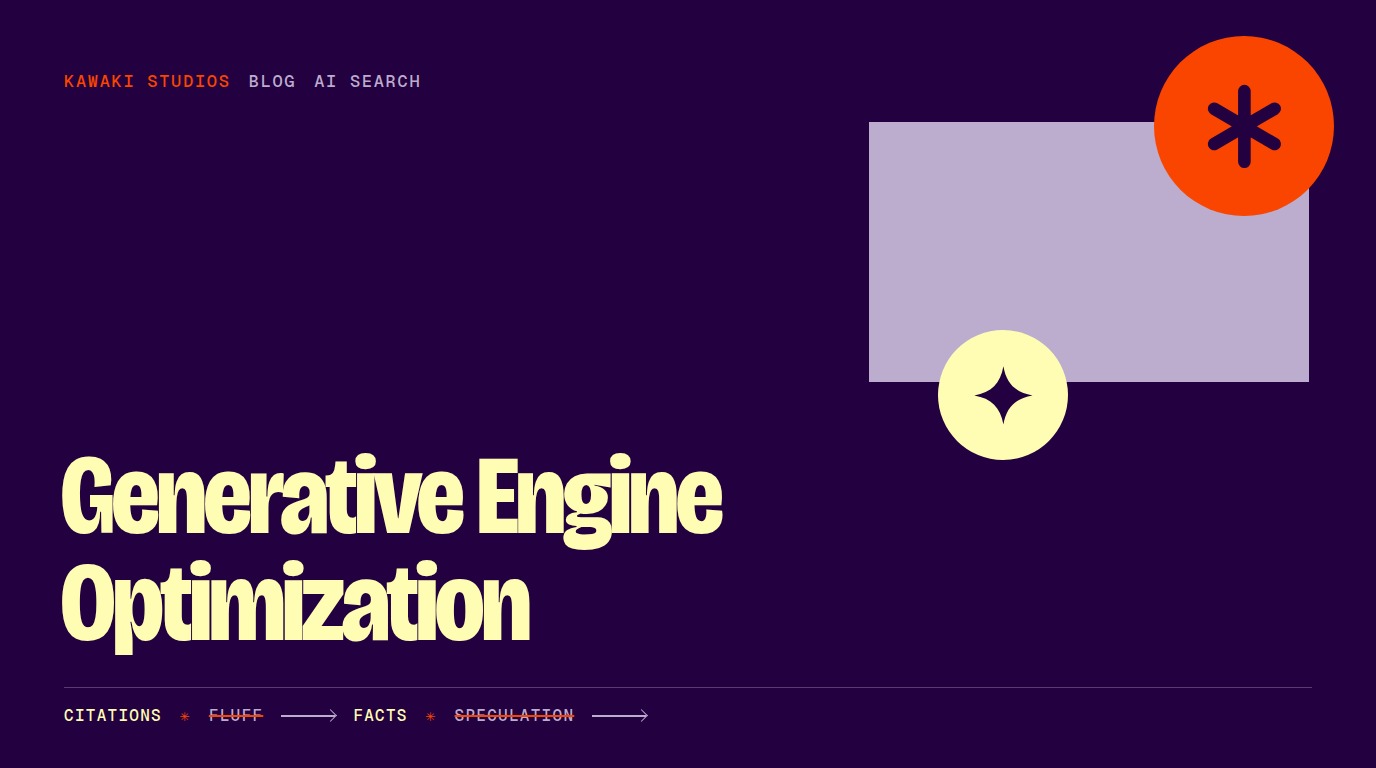 KAWAKI STUDIOS BLOG AI SEARCH
Generative Engine
Optimization
CITATIONS * FLUFF → FACTS * SPECULATION →